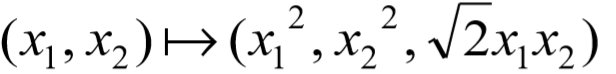 (x₁, x₂) ↦ (x₁², x₂², √2x₁x₂)